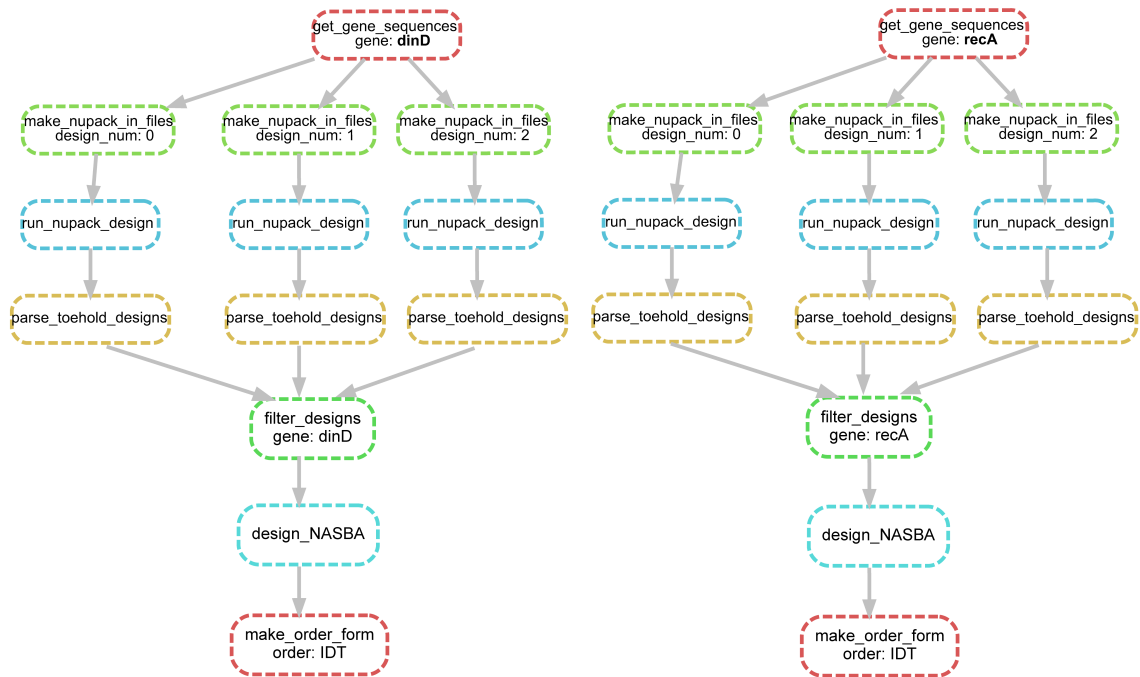 get_gene_sequences
gene: dinD
make_nupack_in_files
design_num: 0
make_nupack_in_files
design_num: 1
make_nupack_in_files
design_num: 2
run_nupack_design
run_nupack_design
run_nupack_design
parse_toehold_designs
parse_toehold_designs
parse_toehold_designs
filter_designs
gene: dinD
design_NASBA
make_order_form
order: IDT
get_gene_sequences
gene: recA
make_nupack_in_files
design_num: 0
make_nupack_in_files
design_num: 1
make_nupack_in_files
design_num: 2
run_nupack_design
run_nupack_design
run_nupack_design
parse_toehold_designs
parse_toehold_designs
parse_toehold_designs
filter_designs
gene: recA
design_NASBA
make_order_form
order: IDT